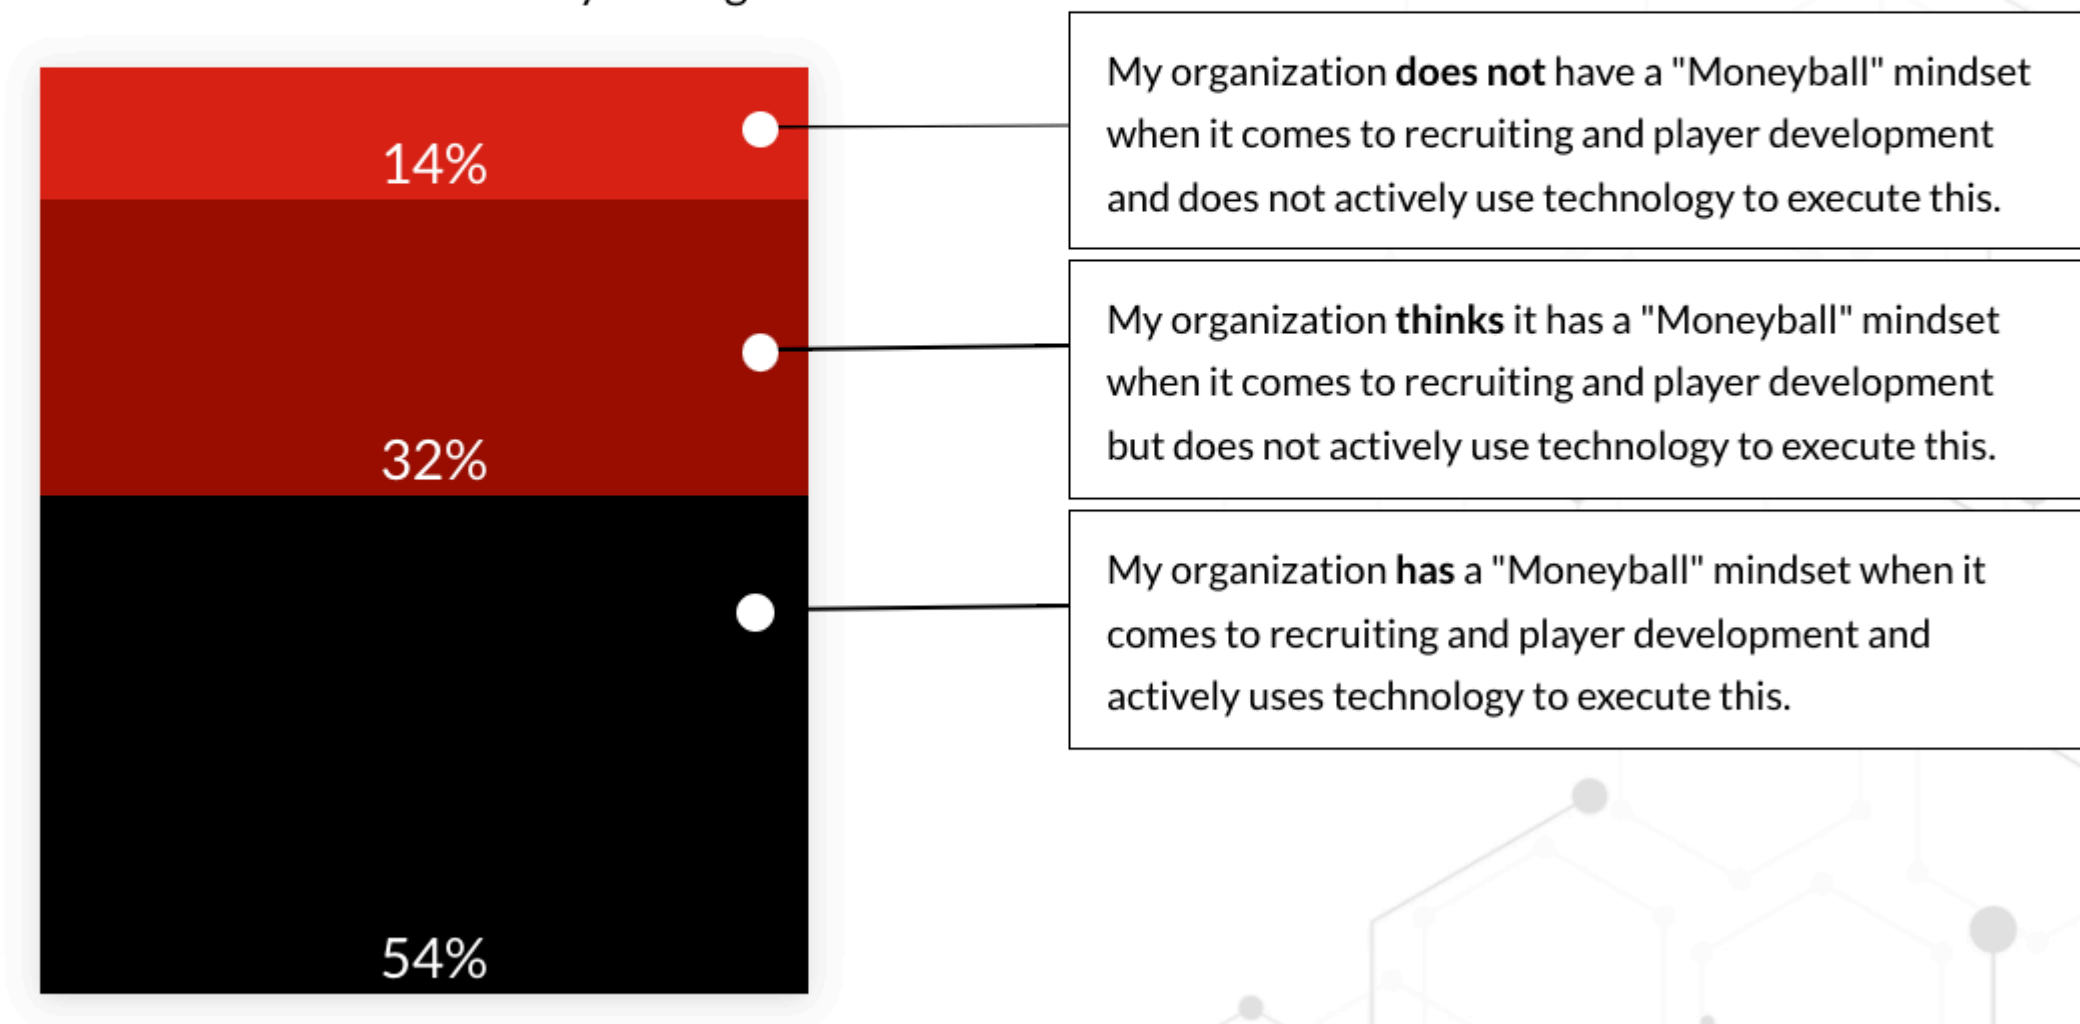 14%
32%
54%
My organization does not have a "Moneyball" mindset
when it comes to recruiting and player development
and does not actively use technology to execute this.
My organization thinks it has a "Moneyball" mindset
when it comes to recruiting and player development
but does not actively use technology to execute this.
My organization has a "Moneyball" mindset when it
comes to recruiting and player development and
actively uses technology to execute this.